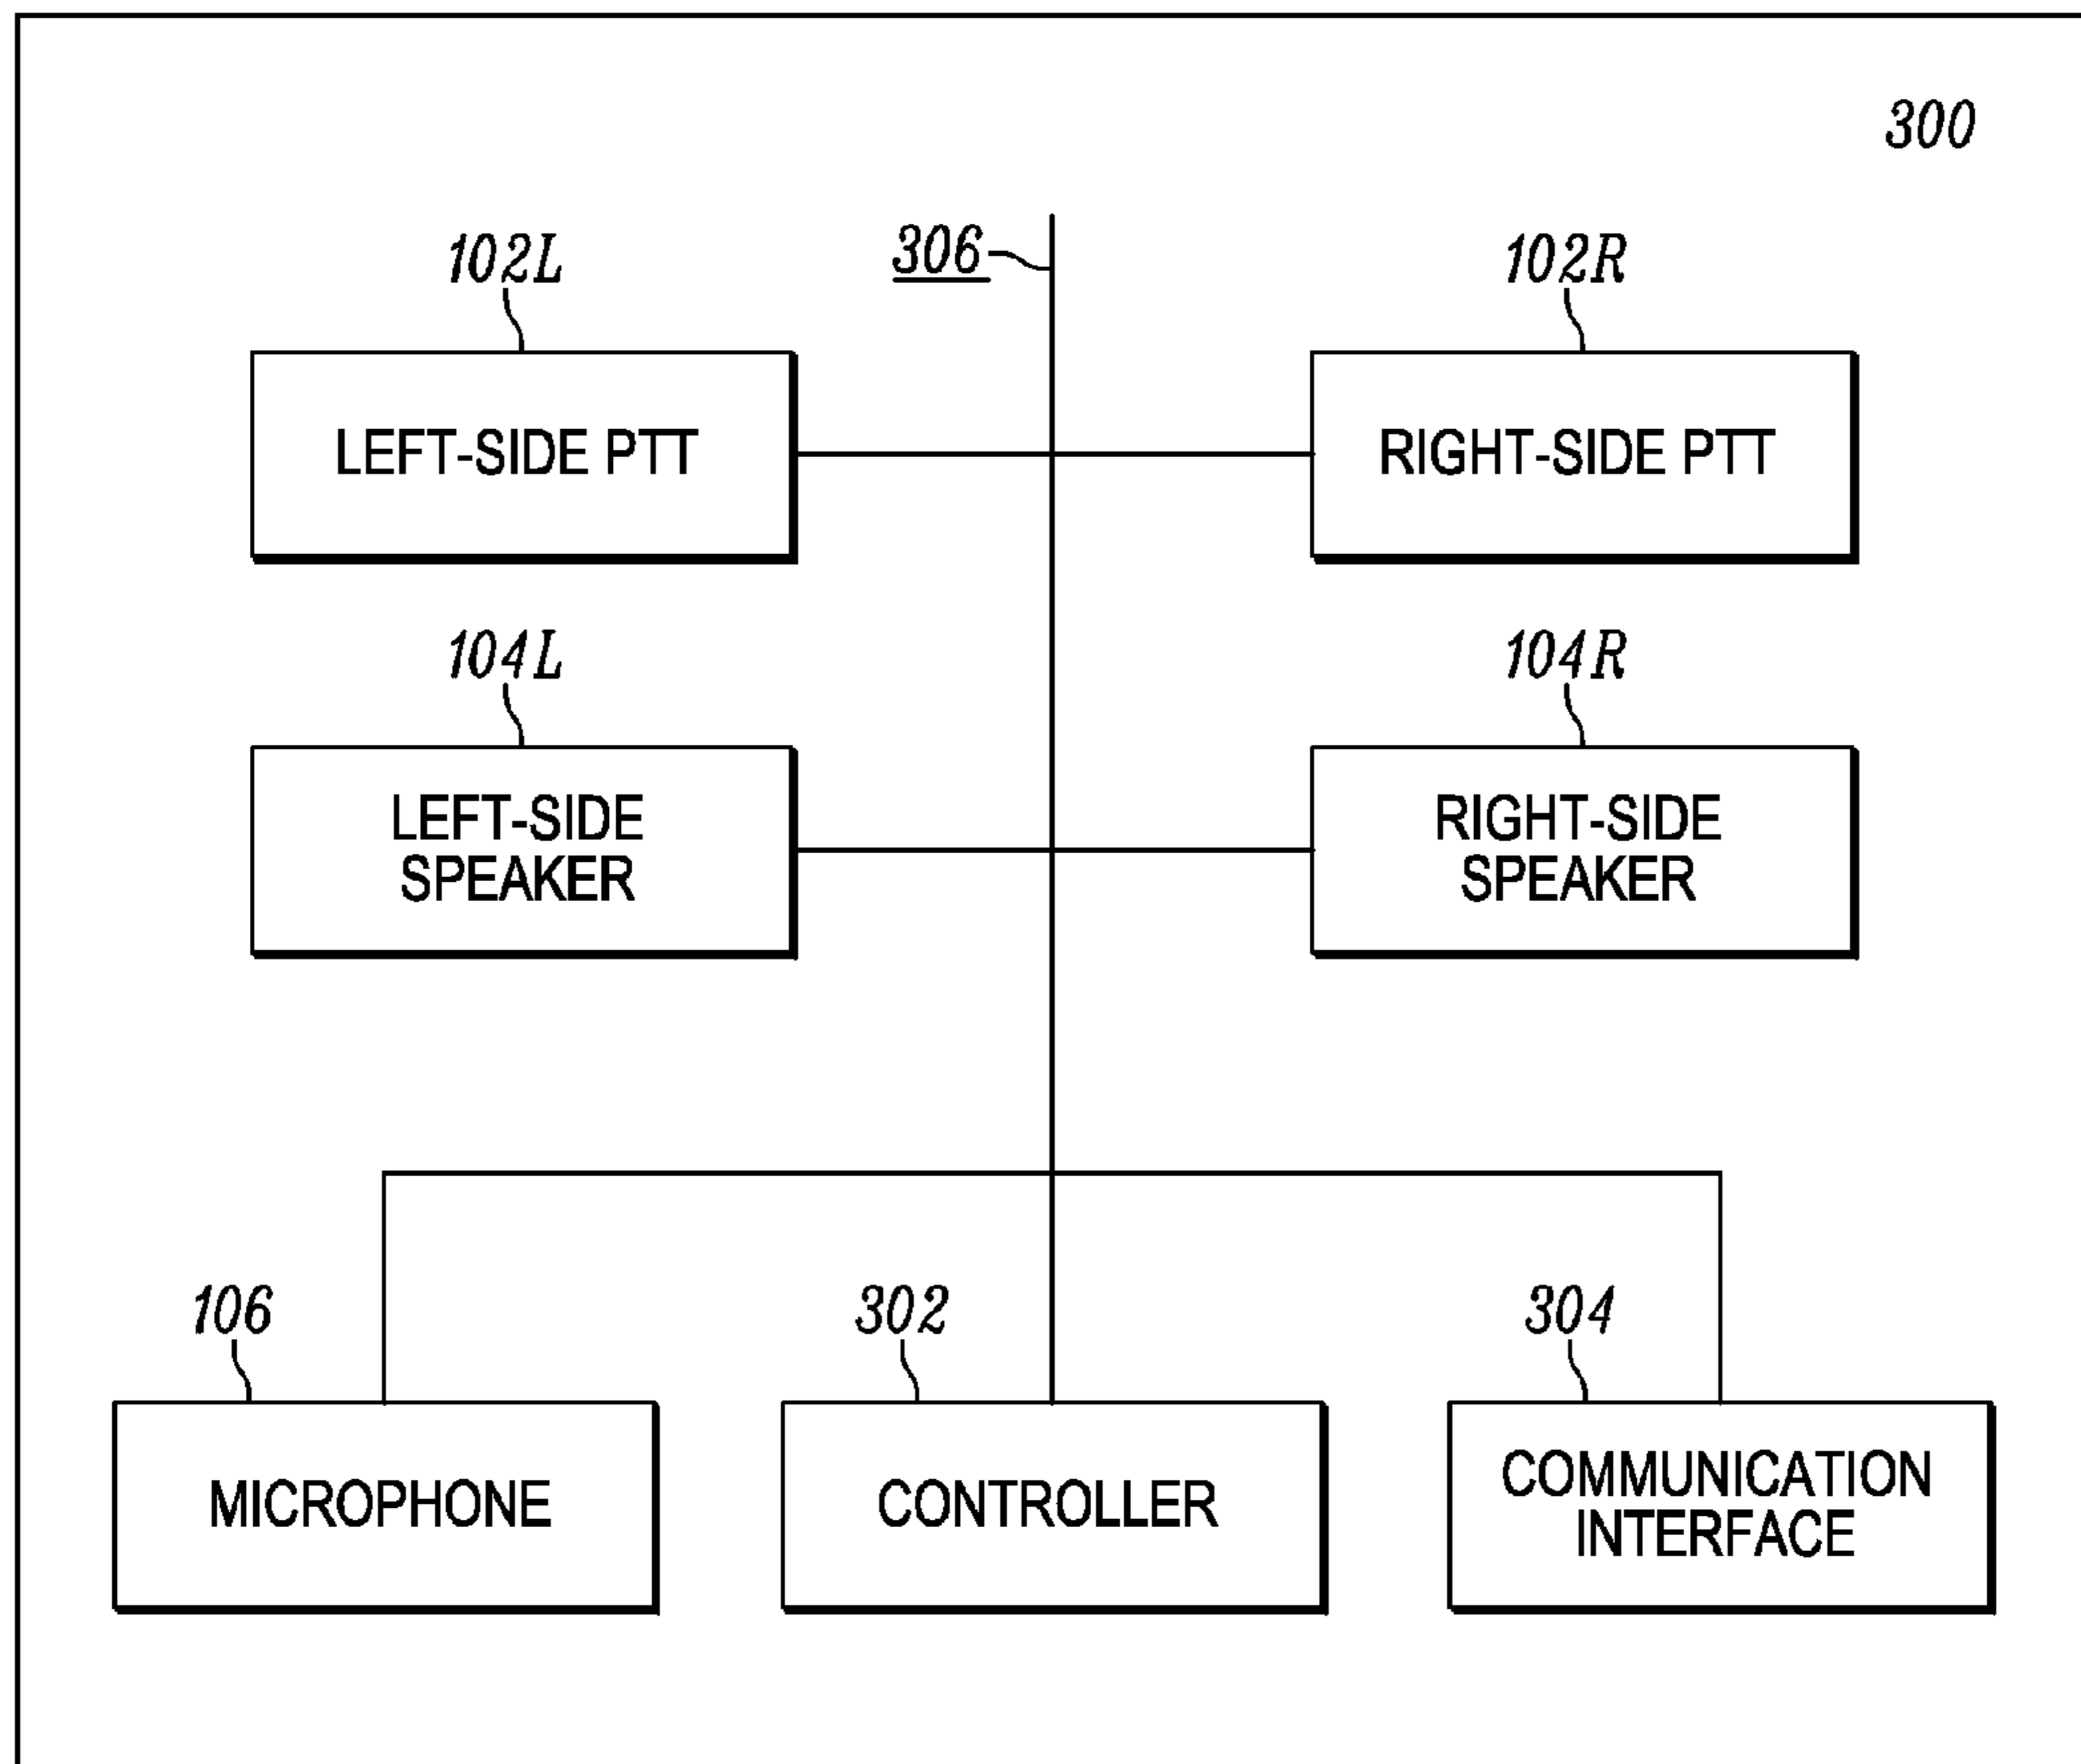 300
102L
306
102R
LEFT-SIDE PTT
RIGHT-SIDE PTT
104L
104R
LEFT-SIDE
SPEAKER
RIGHT-SIDE
SPEAKER
106
302
304
MICROPHONE
CONTROLLER
COMMUNICATION
INTERFACE